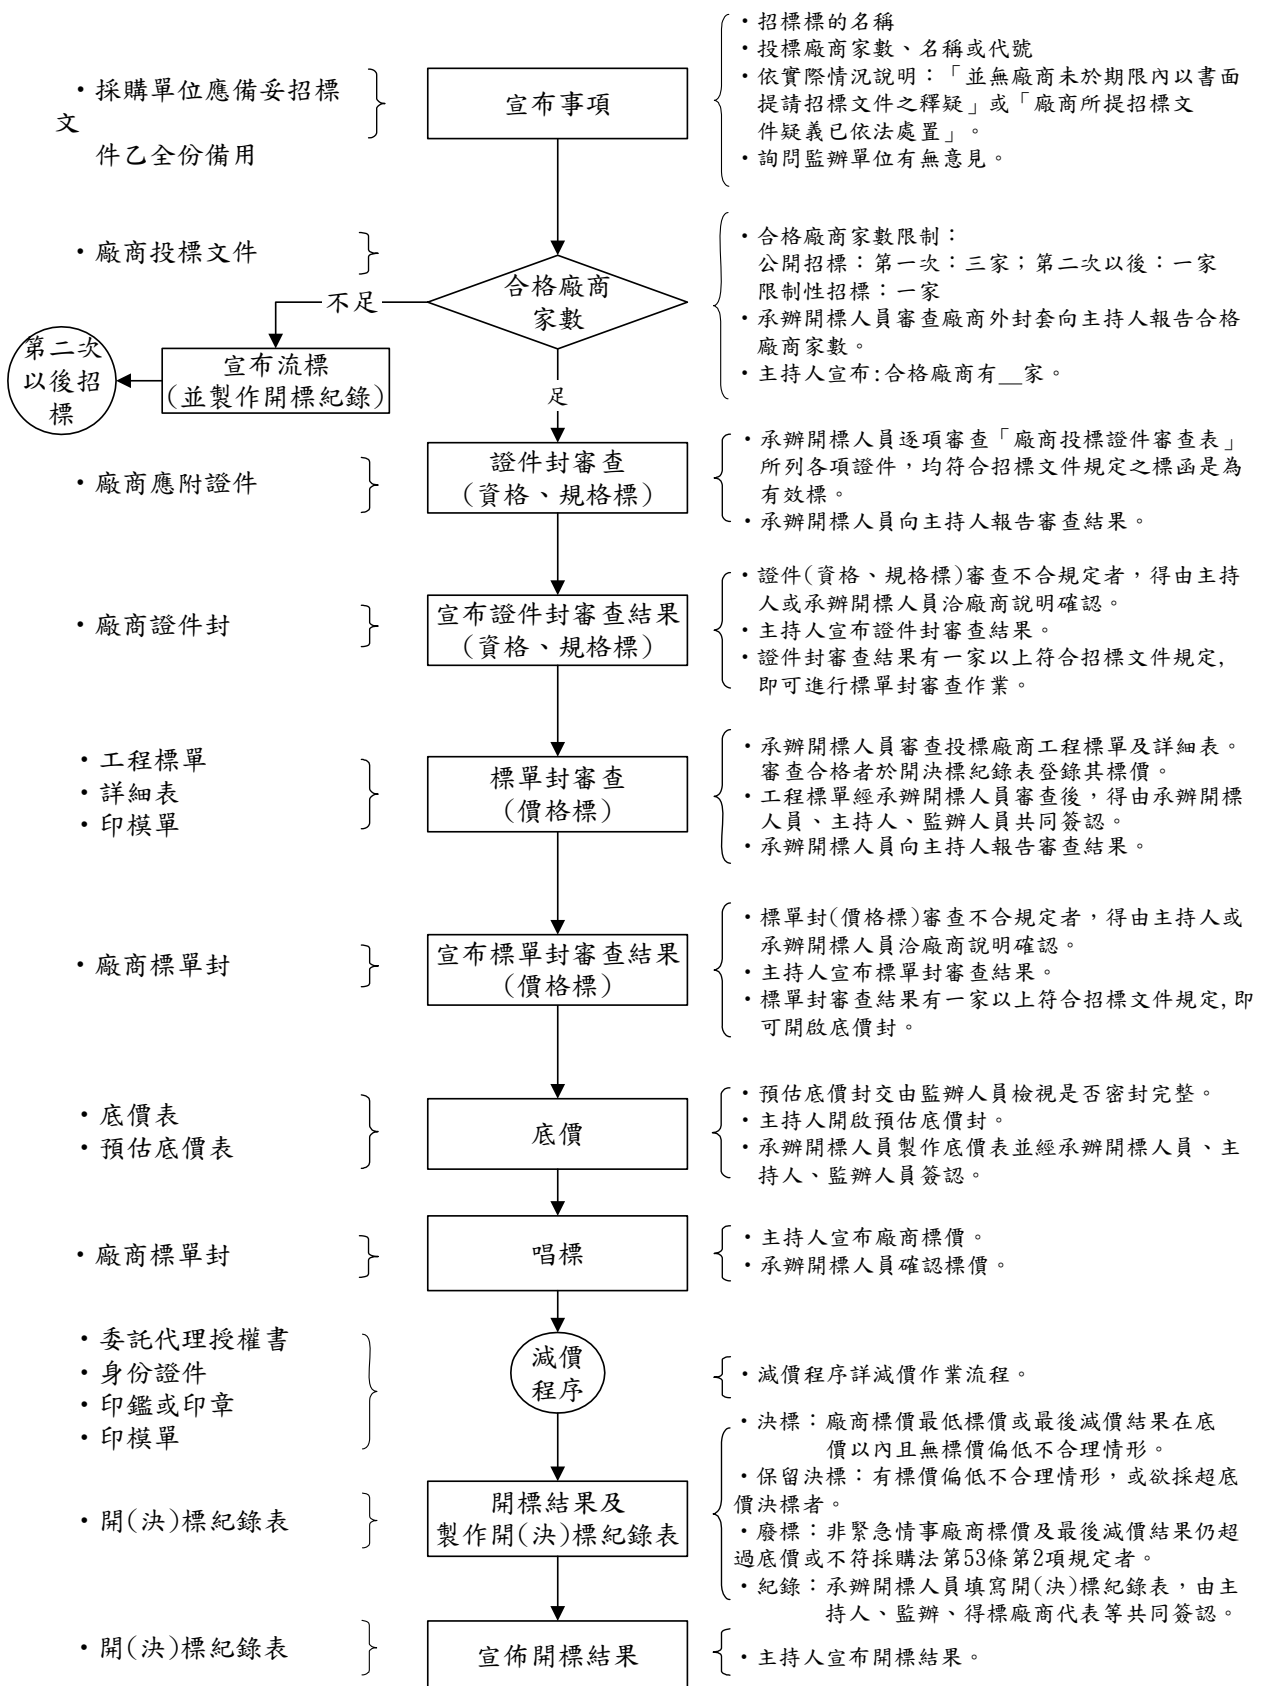 ・採購單位應備妥招標
文
件乙全份備用
宣布事項
・招標標的名稱
・投標廠商家數、名稱或代號
・依實際情況說明：「並無廠商未於期限內以書面
提請招標文件之釋疑」或「廠商所提招標文
件疑義已依法處置」。
・詢問監辦單位有無意見。
・廠商投標文件
合格廠商
家數
・合格廠商家數限制：
公開招標：第一次：三家；第二次以後：一家
限制性招標：一家
・承辦開標人員審查廠商外封套向主持人報告合格
廠商家數。
・主持人宣布:合格廠商有__家。
不足
宣布流標
(並製作開標紀錄)
第二次
以後招
標
足
・廠商應附證件
證件封審查
(資格、規格標)
・承辦開標人員逐項審查「廠商投標證件審查表」
所列各項證件，均符合招標文件規定之標函是為
有效標。
・承辦開標人員向主持人報告審查結果。
・廠商證件封
宣布證件封審查結果
(資格、規格標)
・證件(資格、規格標)審查不合規定者，得由主持
人或承辦開標人員洽廠商說明確認。
・主持人宣布證件封審查結果。
・證件封審查結果有一家以上符合招標文件規定,
即可進行標單封審查作業。
・工程標單
・詳細表
・印模單
標單封審查
(價格標)
・承辦開標人員審查投標廠商工程標單及詳細表。
審查合格者於開決標紀錄表登錄其標價。
・工程標單經承辦開標人員審查後，得由承辦開標
人員、主持人、監辦人員共同簽認。
・承辦開標人員向主持人報告審查結果。
・廠商標單封
宣布標單封審查結果
(價格標)
・標單封(價格標)審查不合規定者，得由主持人或
承辦開標人員洽廠商說明確認。
・主持人宣布標單封審查結果。
・標單封審查結果有一家以上符合招標文件規定,即
可開啟底價封。
・底價表
・預估底價表
底價
・預估底價封交由監辦人員檢視是否密封完整。
・主持人開啟預估底價封。
・承辦開標人員製作底價表並經承辦開標人員、主
持人、監辦人員簽認。
・廠商標單封
唱標
・主持人宣布廠商標價。
・承辦開標人員確認標價。
・委託代理授權書
・身份證件
・印鑑或印章
・印模單
減價
程序
・減價程序詳減價作業流程。
・開(決)標紀錄表
開標結果及
製作開(決)標紀錄表
・決標：廠商標價最低標價或最後減價結果在底
價以內且無標價偏低不合理情形。
・保留決標：有標價偏低不合理情形，或欲採超底
價決標者。
・廢標：非緊急情事廠商標價及最後減價結果仍超
過底價或不符採購法第53條第2項規定者。
・紀錄：承辦開標人員填寫開(決)標紀錄表，由主
持人、監辦、得標廠商代表等共同簽認。
・開(決)標紀錄表
宣佈開標結果
・主持人宣布開標結果。